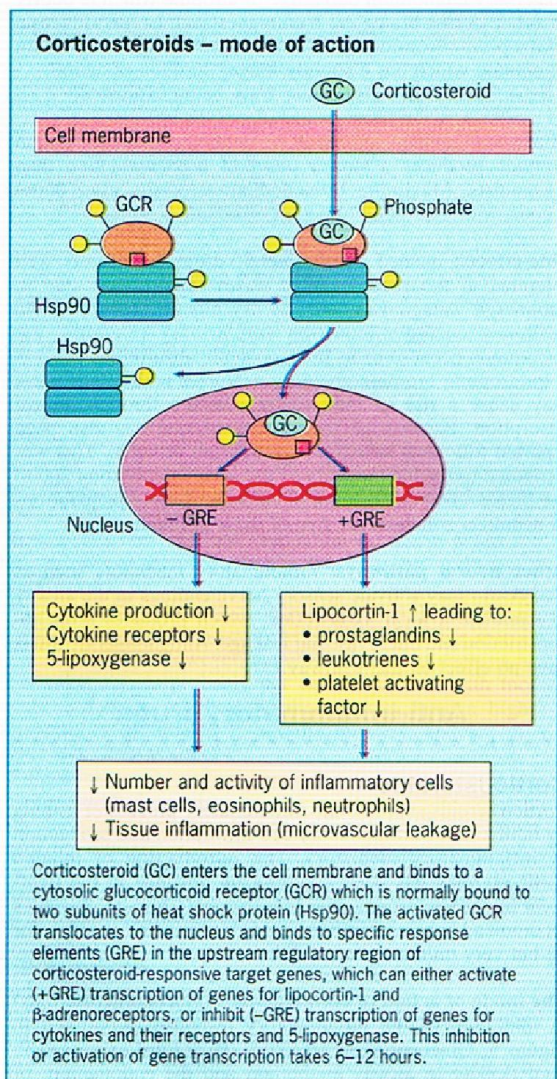 Corticosteroids – mode of action
GC Corticosteroid
Cell membrane
GCR
Phosphate
GC
Hsp90
Hsp90
GC
– GRE
+GRE
Nucleus
Cytokine production ↓
Cytokine receptors ↓
5-lipoxygenase ↓
Lipocortin-1 ↑ leading to:
• prostaglandins ↓
• leukotrienes ↓
• platelet activating
factor ↓
↓ Number and activity of inflammatory cells
(mast cells, eosinophils, neutrophils)
↓ Tissue inflammation (microvascular leakage)
Corticosteroid (GC) enters the cell membrane and binds to
a cytosolic glucocorticoid receptor (GCR) which is normally bound to
two subunits of heat shock protein (Hsp90). The activated GCR
translocates to the nucleus and binds to specific response
elements (GRE) in the upstream regulatory region of
corticosteroid-responsive target genes, which can either activate
(+GRE) transcription of genes for lipocortin-1 and
β-adrenoreceptors, or inhibit (–GRE) transcription of genes for
cytokines and their receptors and 5-lipoxygenase. This inhibition
or activation of gene transcription takes 6–12 hours.